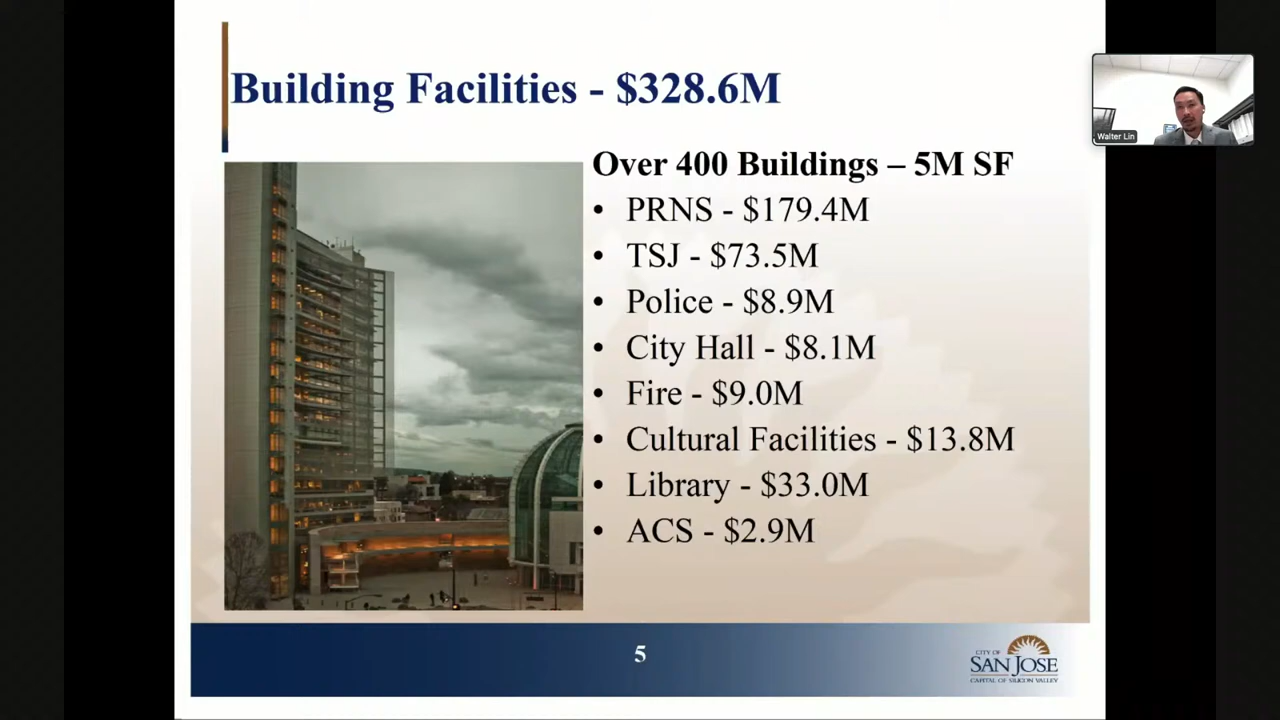 Building Facilities - $328.6M
Walter Lin
Over 400 Buildings – 5M SF
• PRNS - $179.4M
• TSJ - $73.5M
• Police - $8.9M
• City Hall - $8.1M
• Fire - $9.0M
• Cultural Facilities - $13.8M
• Library - $33.0M
• ACS - $2.9M
5
CITY OF
SAN JOSE
CAPITAL OF SILICON VALLEY